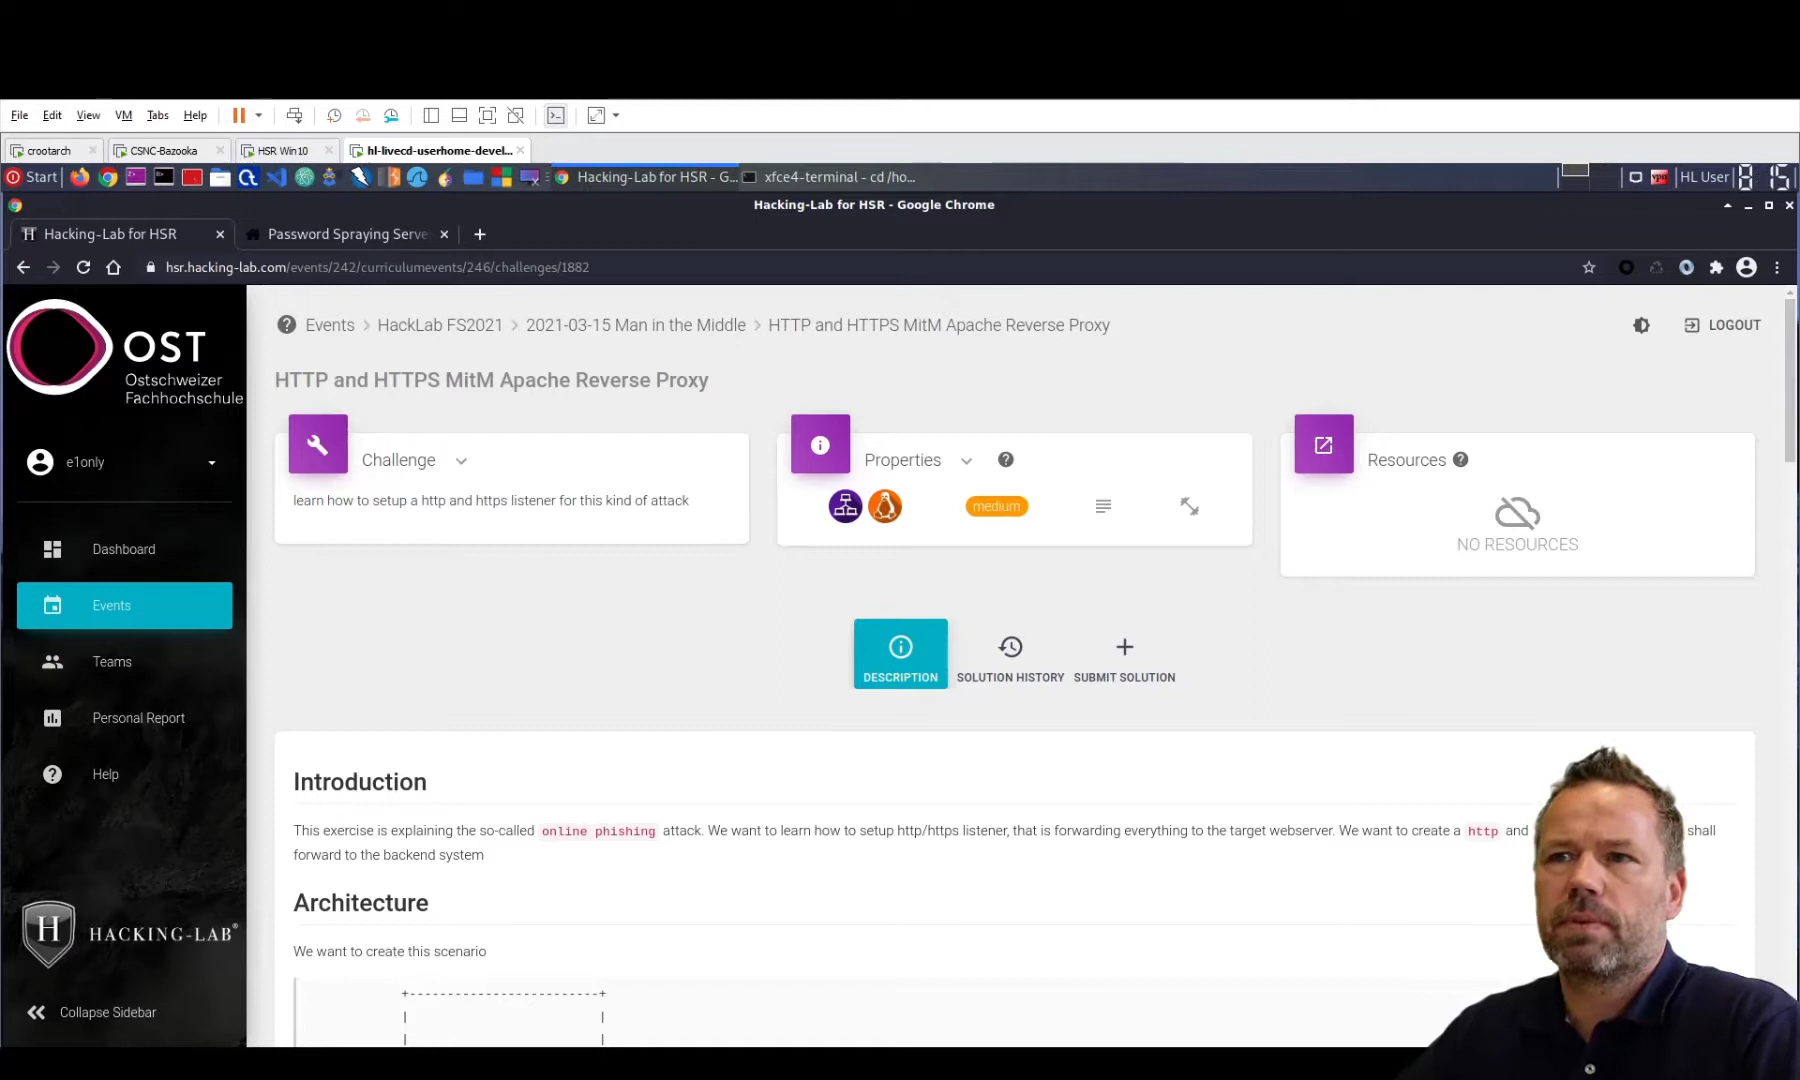 File Edit View VM Tabs Help
crootarch CSNC-Bazooka HSR Win10 hl-livecd-userhome-devel...
Start Hacking-Lab for HSR - G... xfce4-terminal - cd /ho... vpn HL User 8 15
Hacking-Lab for HSR - Google Chrome
Hacking-Lab for HSR Password Spraying Serve
hsr.hacking-lab.com/events/242/curriculumevents/246/challenges/1882
OST
Ostschweizer
Fachhochschule
Events > HackLab FS2021 > 2021-03-15 Man in the Middle > HTTP and HTTPS MitM Apache Reverse Proxy
LOGOUT
HTTP and HTTPS MitM Apache Reverse Proxy
Challenge
learn how to setup a http and https listener for this kind of attack
Properties
medium
Resources
NO RESOURCES
e1only
Dashboard
Events
Teams
Personal Report
Help
HACKING-LAB®
Collapse Sidebar
DESCRIPTION SOLUTION HISTORY SUBMIT SOLUTION
Introduction
This exercise is explaining the so-called online phishing attack. We want to learn how to setup http/https listener, that is forwarding everything to the target webserver. We want to create a http and shall
forward to the backend system
Architecture
We want to create this scenario
+-------------------------+
| |
| |